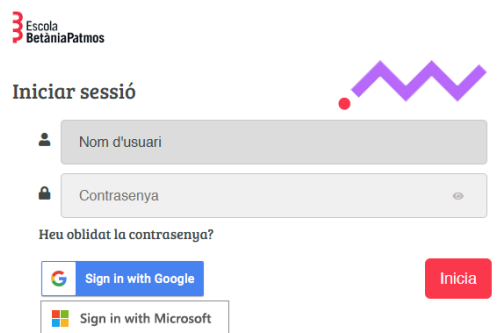 Escola
BetàniaPatmos
Iniciar sessió
Nom d'usuari
Contrasenya
Heu oblidat la contrasenya?
Sign in with Google
Inicia
Sign in with Microsoft